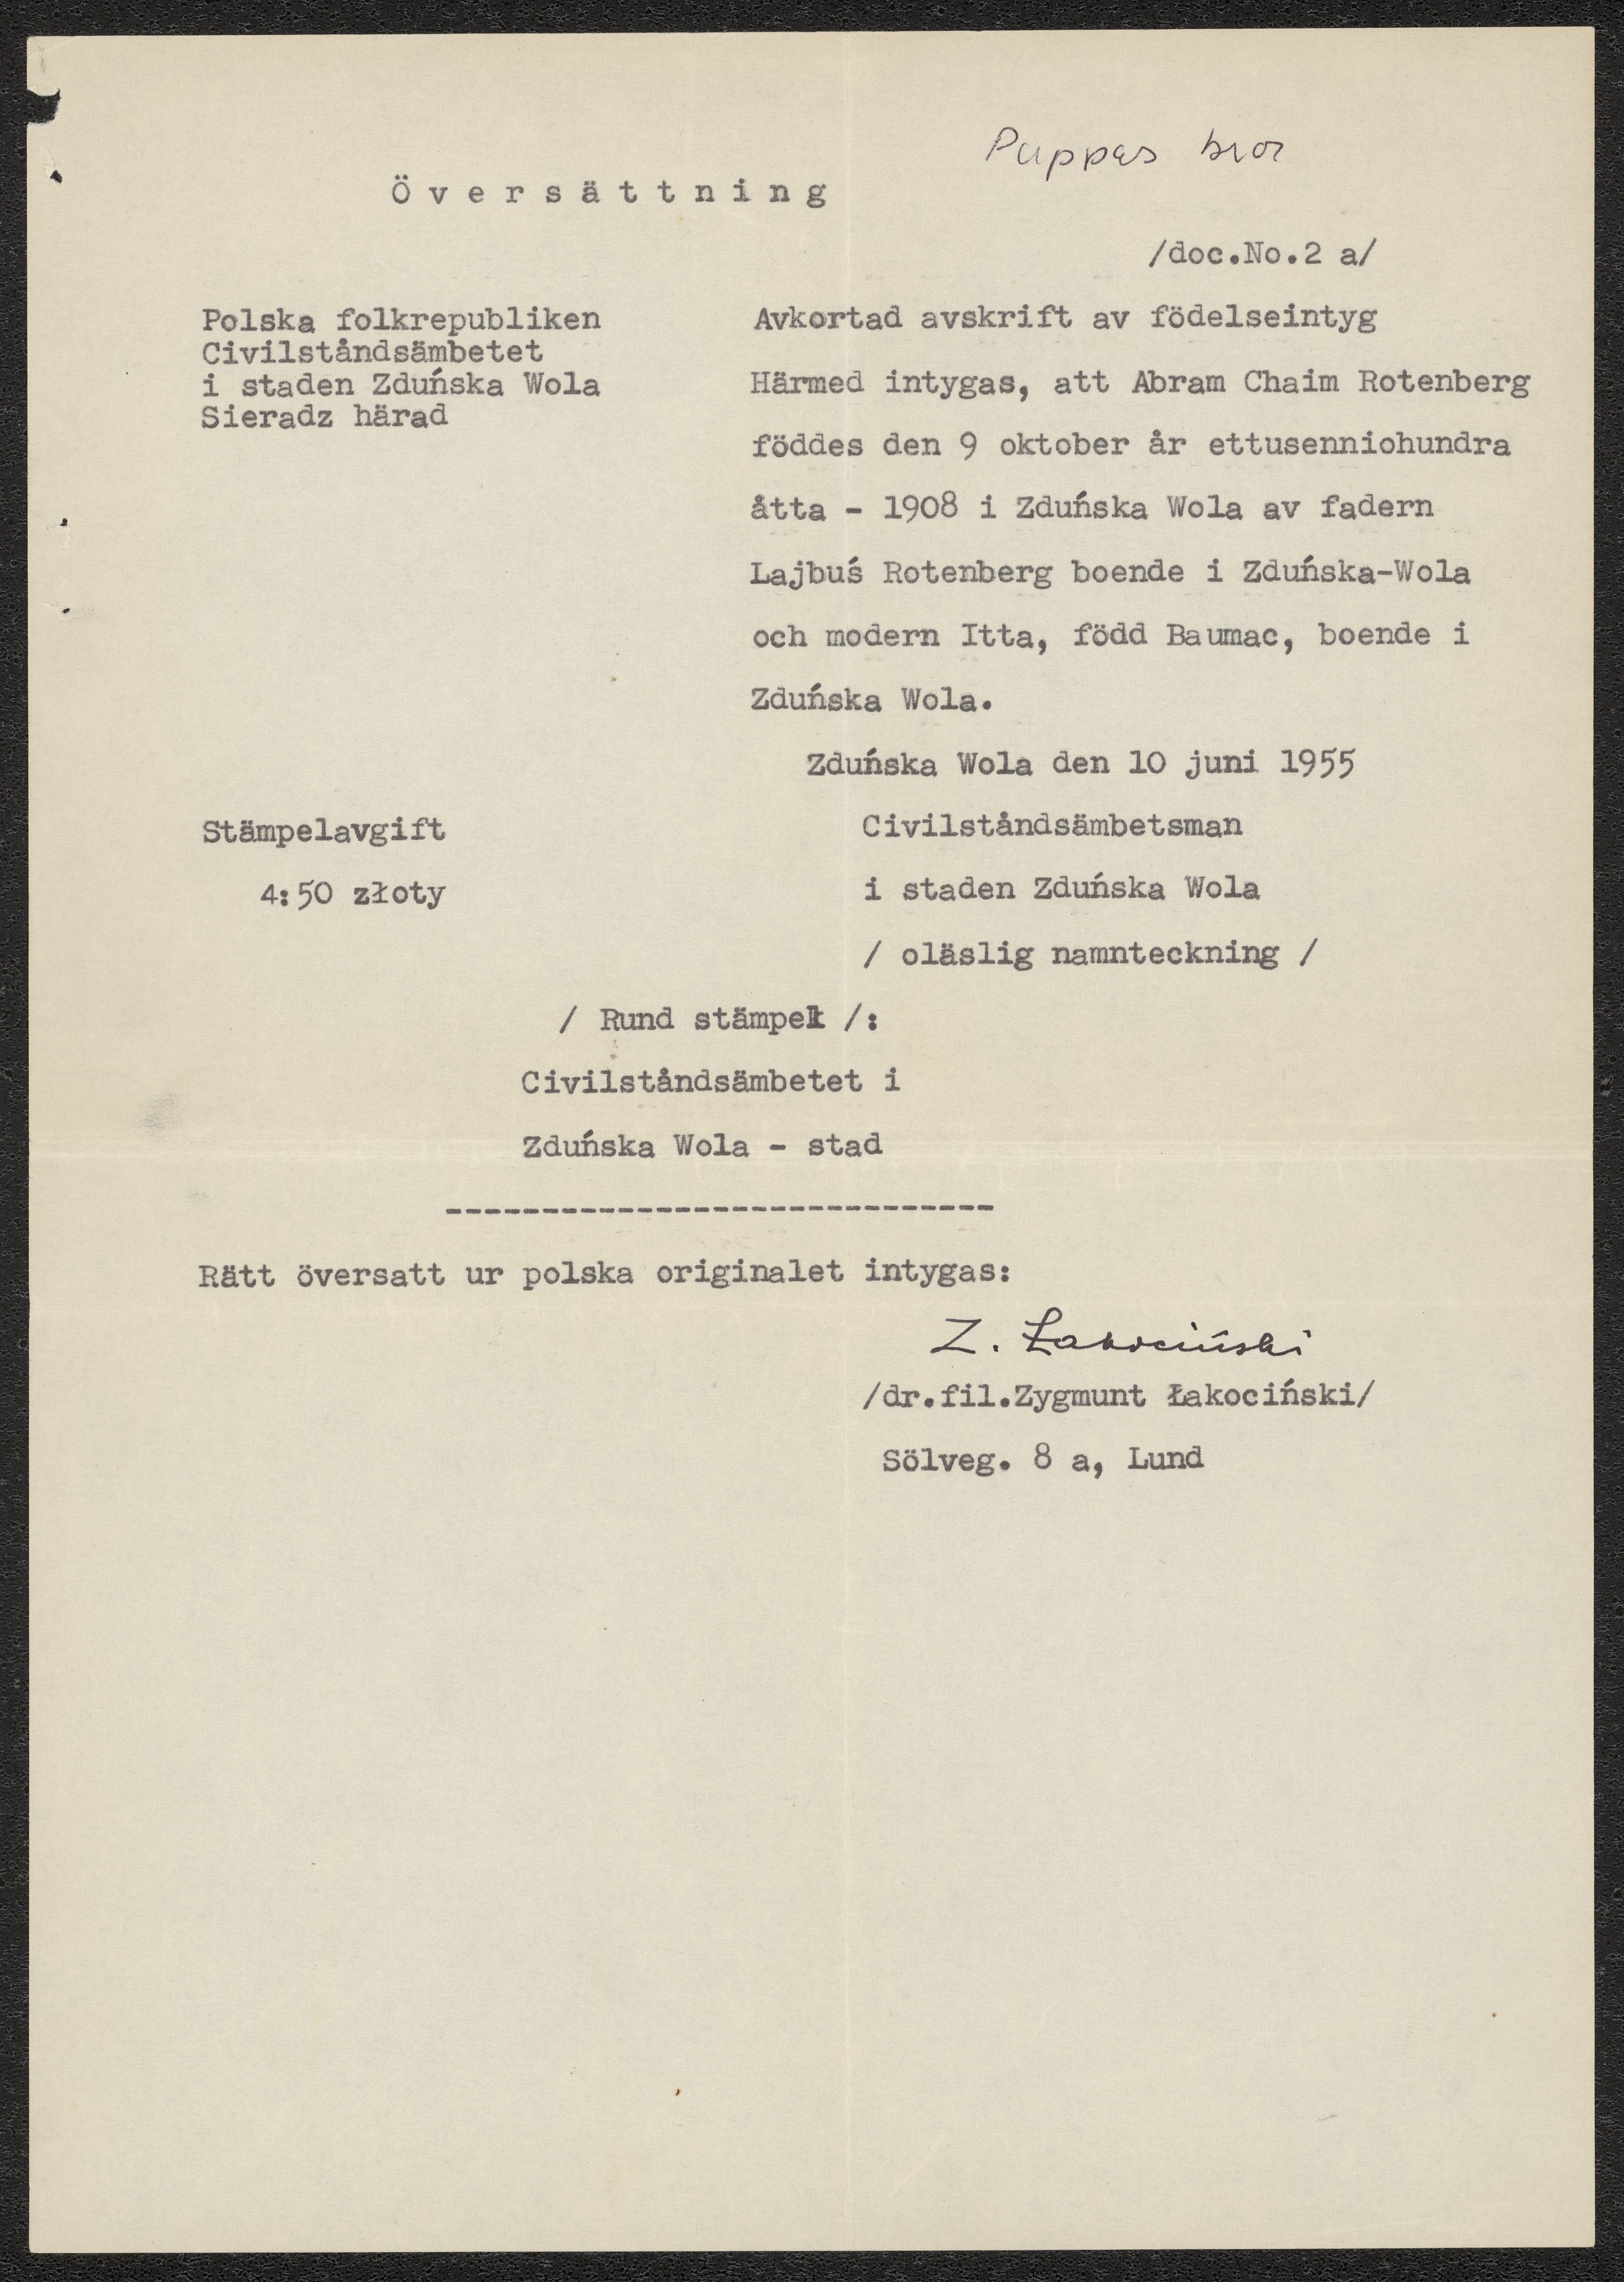 Pappas bror
Översättning
/doc.No.2 a/
Polska folkrepubliken
Civilståndsämbetet
i staden Zduńska Wola
Sieradz härad
Avkortad avskrift av födelseintyg
Härmed intygas, att Abram Chaim Rotenberg
föddes den 9 oktober år ettusenniohundra
åtta - 1908 i Zduńska Wola av fadern
Lajbuś Rotenberg boende i Zduńska-Wola
och modern Itta, född Baumac, boende i
Zduńska Wola.
Zduńska Wola den 10 juni 1955
Stämpelavgift
4:50 złoty
Civilståndsämbetsman
i staden Zduńska Wola
/ oläslig namnteckning /
/ Rund stämpel /:
Civilståndsämbetet i
Zduńska Wola - stad
------------------------------
Rätt översatt ur polska originalet intygas:
Z. Łakociński
/dr.fil.Zygmunt Łakociński/
Sölveg. 8 a, Lund